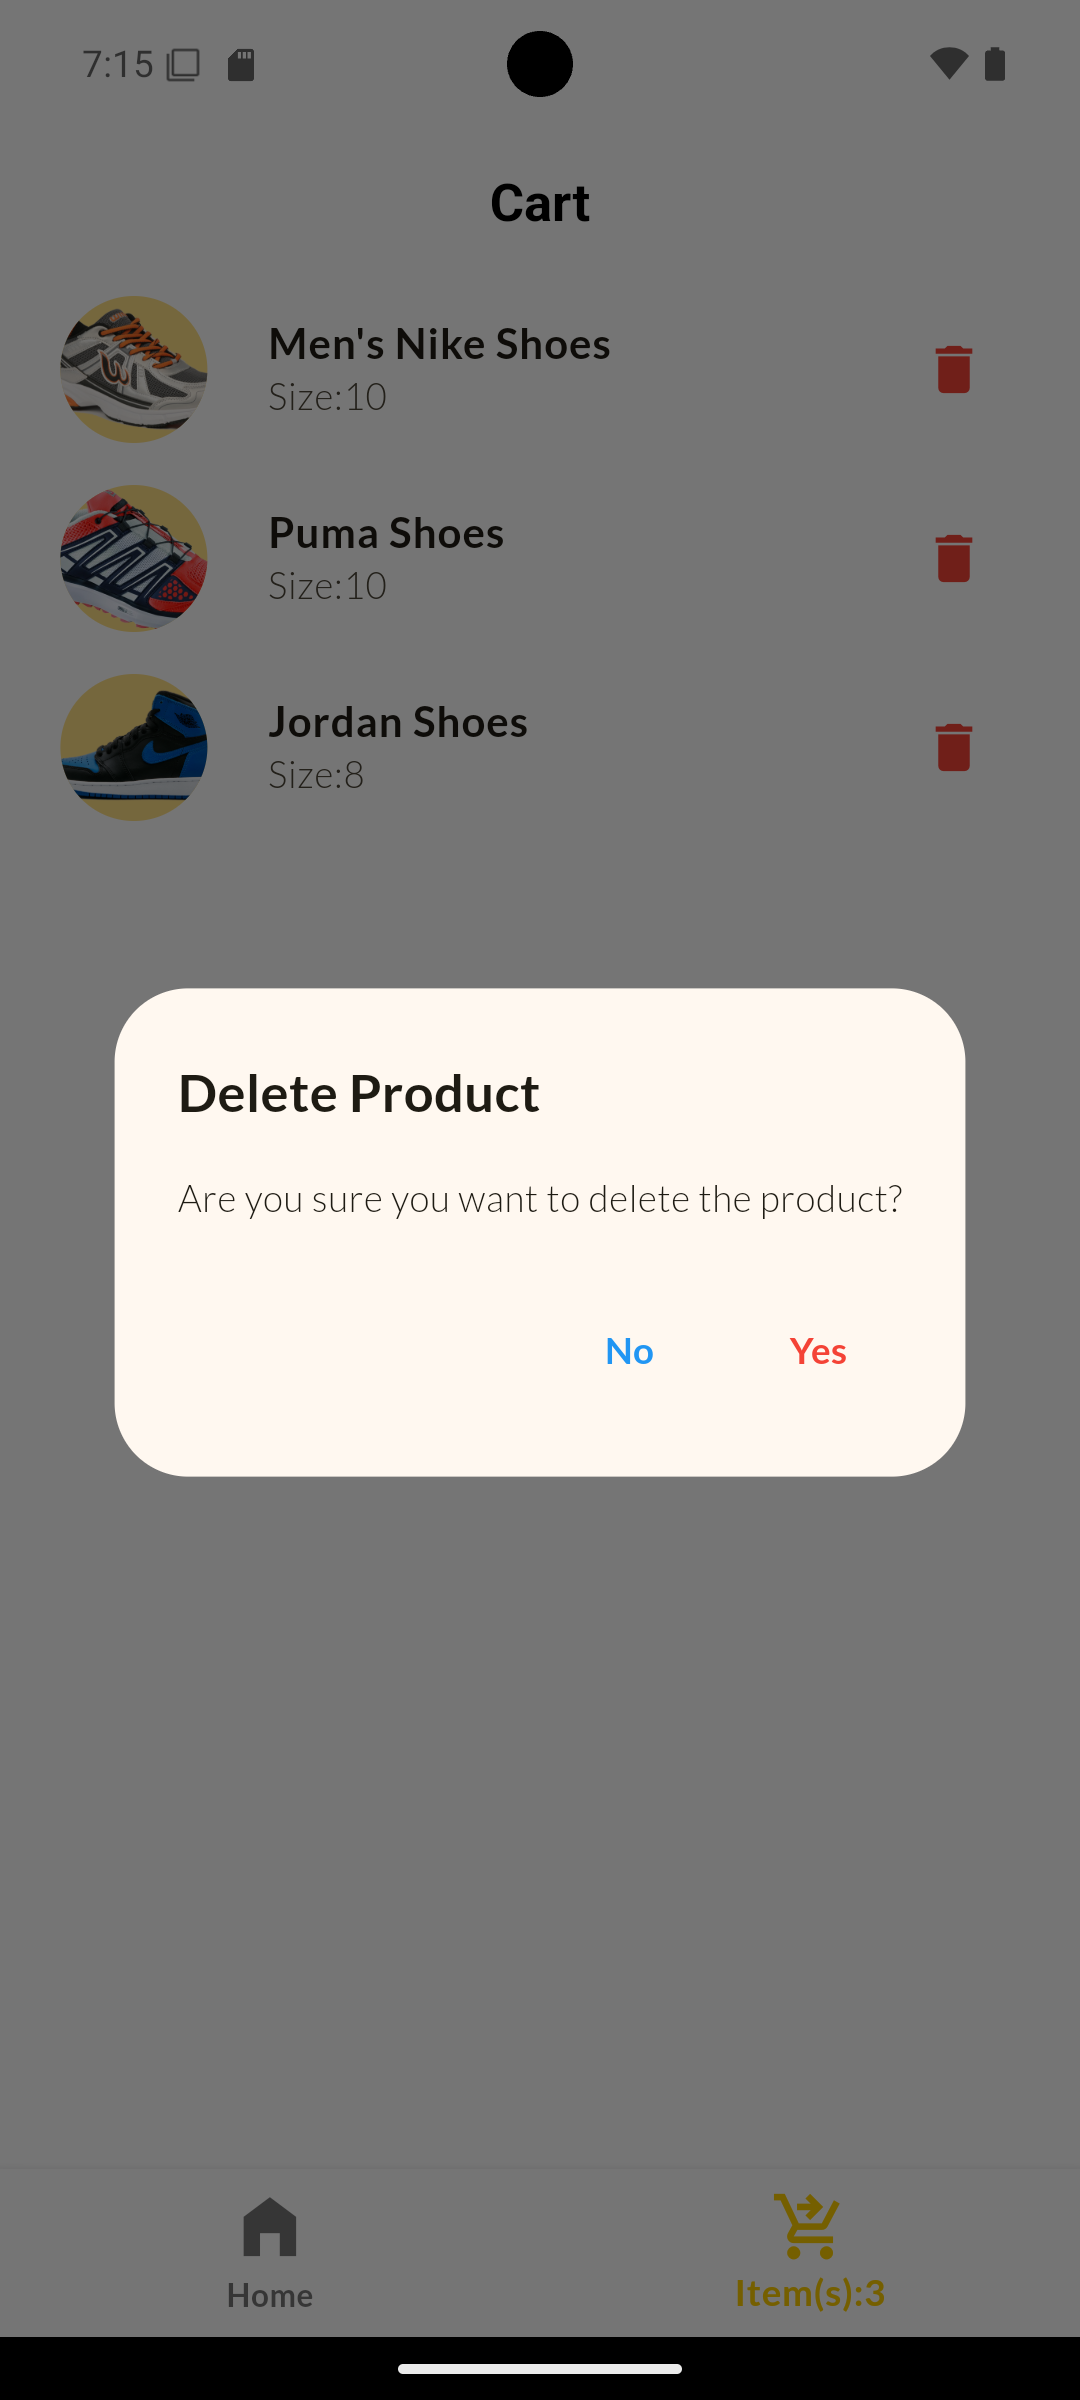 7:15
Cart
Men's Nike Shoes
Size:10
Puma Shoes
Size:10
Jordan Shoes
Size:8
Delete Product
Are you sure you want to delete the product?
No Yes
Home Item(s):3